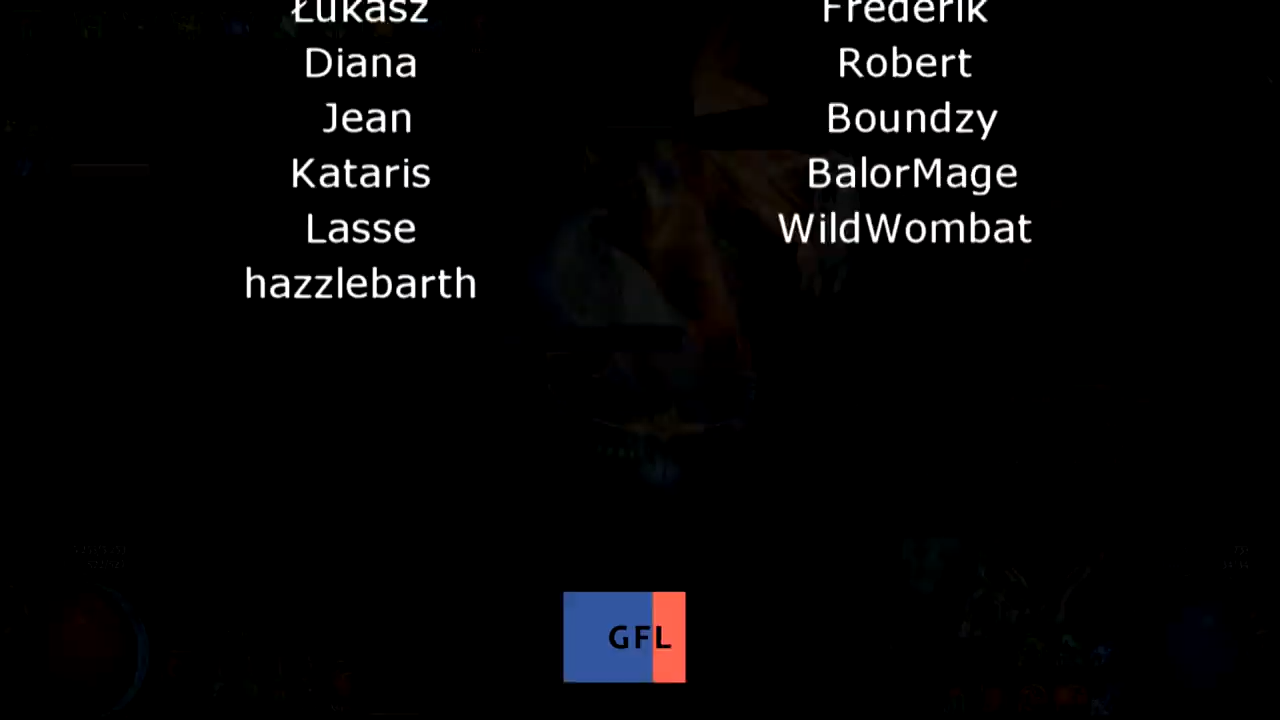 Łukasz
Diana
Jean
Kataris
Lasse
hazzlebarth
Frederik
Robert
Boundzy
BalorMage
WildWombat
GFL